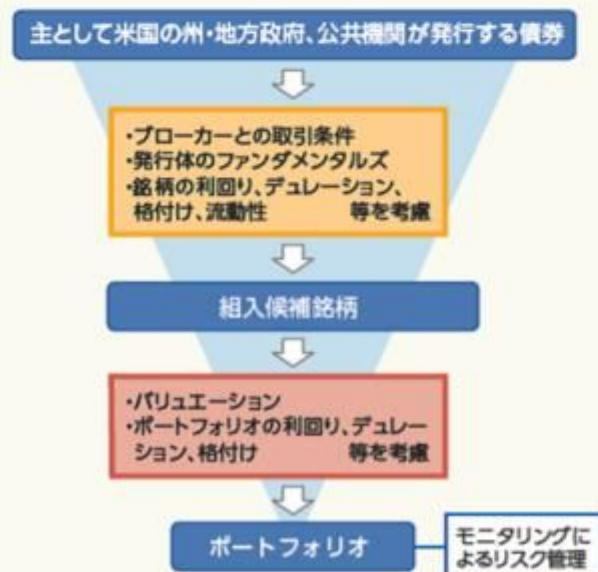 主として米国の州・地方政府、公共機関が発行する債券
・ブローカーとの取引条件
・発行体のファンダメンタルズ
・銘柄の利回り、デュレーション、
格付け、流動性 等を考慮
組入候補銘柄
・バリュエーション
・ポートフォリオの利回り、デュレー
ション、格付け 等を考慮
ポートフォリオ
モニタリングに
よるリスク管理